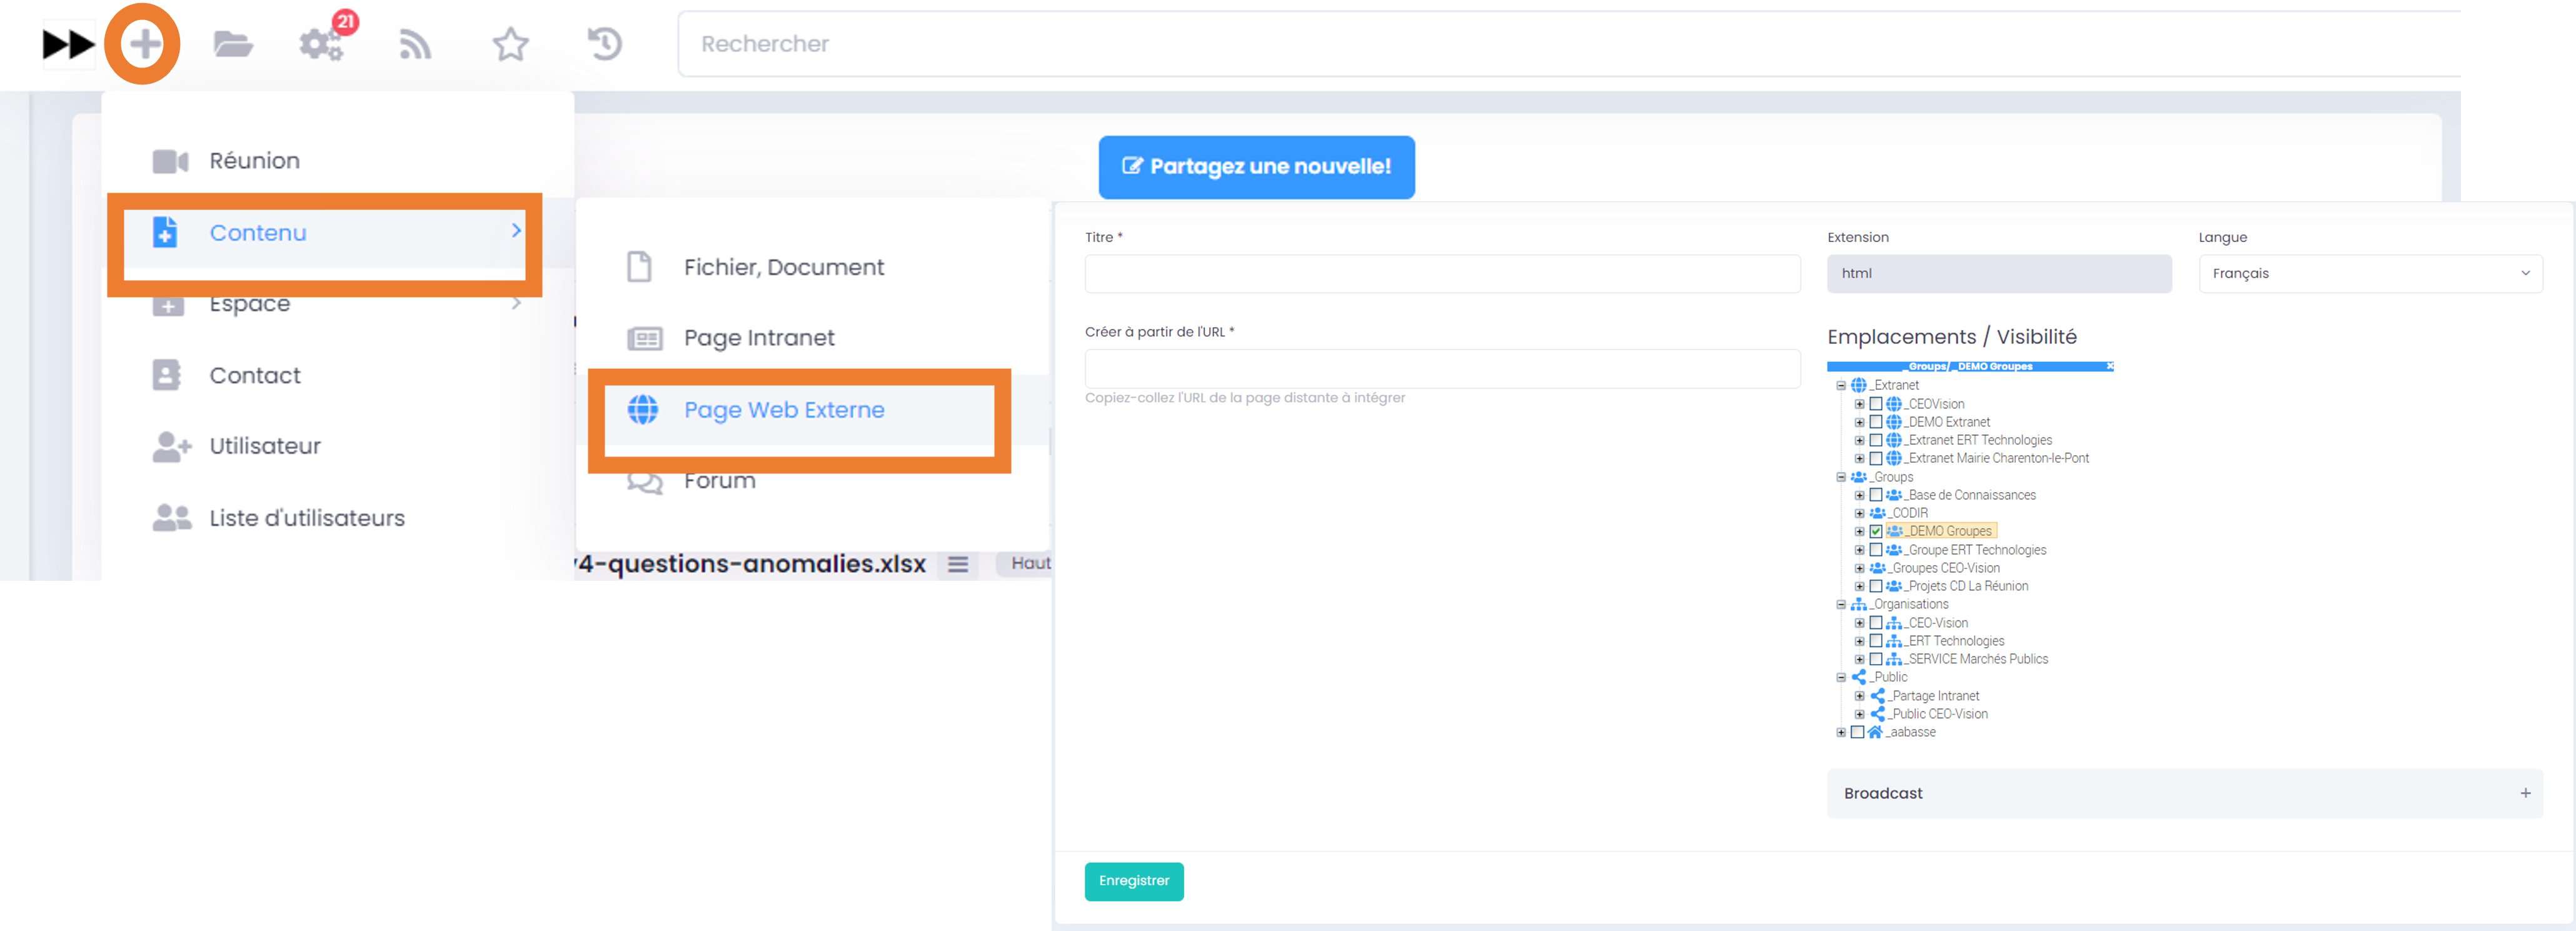 21
Rechercher
Réunion
Contenu
Espace
Contact
Utilisateur
Liste d'utilisateurs
Partagez une nouvelle!
Fichier, Document
Page Intranet
Page Web Externe
Forum
4-questions-anomalies.xlsx
Haut
Titre *
Créer à partir de l'URL *
Copiez-collez l'URL de la page distante à intégrer
Extension
html
Langue
Français
Emplacements / Visibilité
_Groups/_DEMO Groupes
_Extranet
_CEOVision
_DEMO Extranet
_Extranet ERT Technologies
_Extranet Mairie Charenton-le-Pont
_Groups
_Base de Connaissances
_CODIR
_DEMO Groupes
_Groupe ERT Technologies
_Groupes CEO-Vision
_Projets CD La Réunion
_Organisations
_CEO-Vision
_ERT Technologies
_SERVICE Marchés Publics
_Public
_Partage Intranet
_Public CEO-Vision
_aabasse
Broadcast
Enregistrer